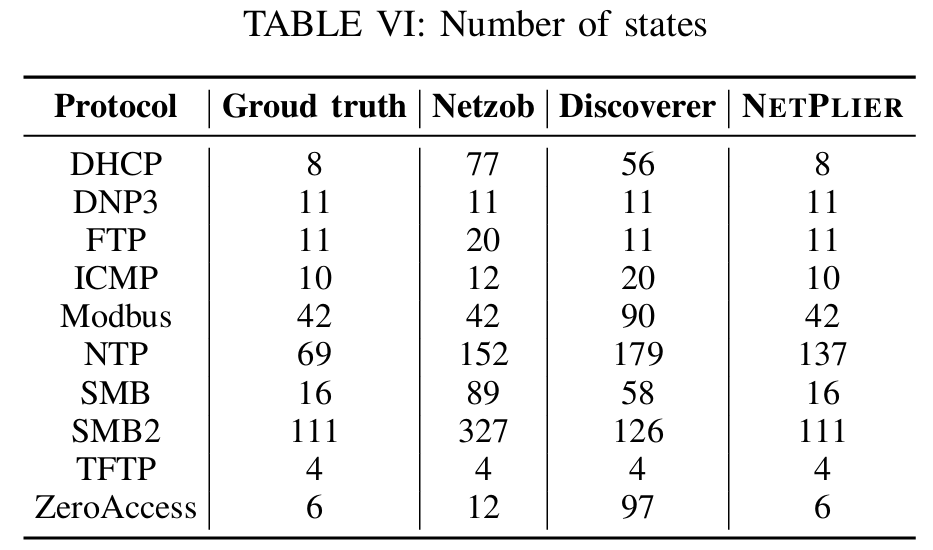 TABLE VI: Number of states
Protocol Groud truth Netzob Discoverer NETPLIER
DHCP 8 77 56 8
DNP3 11 11 11 11
FTP 11 20 11 11
ICMP 10 12 20 10
Modbus 42 42 90 42
NTP 69 152 179 137
SMB 16 89 58 16
SMB2 111 327 126 111
TFTP 4 4 4 4
ZeroAccess 6 12 97 6